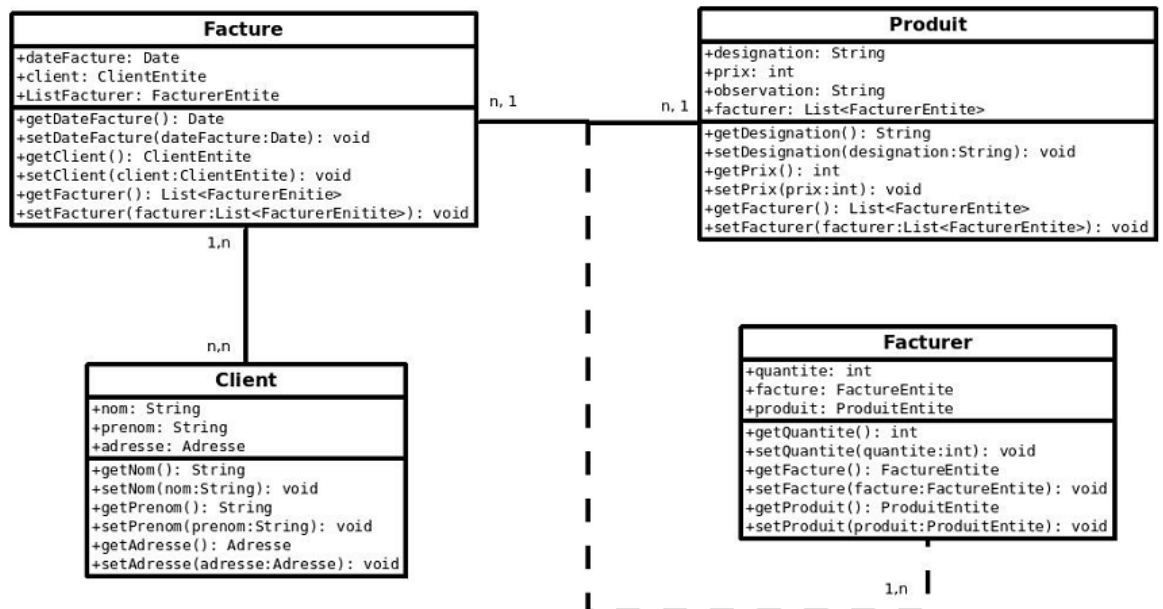 Facture
+dateFacture: Date
+client: ClientEntite
+ListFacturer: FacturerEntite
+getDateFacture(): Date
+setDateFacture(dateFacture:Date): void
+getClient(): ClientEntite
+setClient(client:ClientEntite): void
+getFacturer(): List<FacturerEnitie>
+setFacturer(facturer:List<FacturerEnitite>): void
n, 1
n, 1
Produit
+designation: String
+prix: int
+observation: String
+facturer: List<FacturerEntite>
+getDesignation(): String
+setDesignation(designation:String): void
+getPrix(): int
+setPrix(prix:int): void
+getFacturer(): List<FacturerEntite>
+setFacturer(facturer:List<FacturerEntite>): void
1,n
n,n
Client
+nom: String
+prenom: String
+adresse: Adresse
+getNom(): String
+setNom(nom:String): void
+getPrenom(): String
+setPrenom(prenom:String): void
+getAdresse(): Adresse
+setAdresse(adresse:Adresse): void
Facturer
+quantite: int
+facture: FactureEntite
+produit: ProduitEntite
+getQuantite(): int
+setQuantite(quantite:int): void
+getFacture(): FactureEntite
+setFacture(facture:FactureEntite): void
+getProduit(): ProduitEntite
+setProduit(produit:ProduitEntite): void
1,n